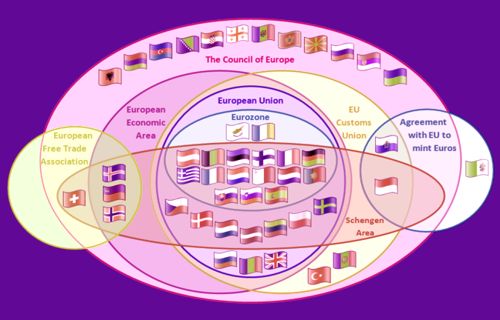 The Council of Europe
European
Economic
Area
European Union
Eurozone
EU
Customs
Union
Agreement
with EU to
mint Euros
European
Free Trade
Association
Schengen
Area